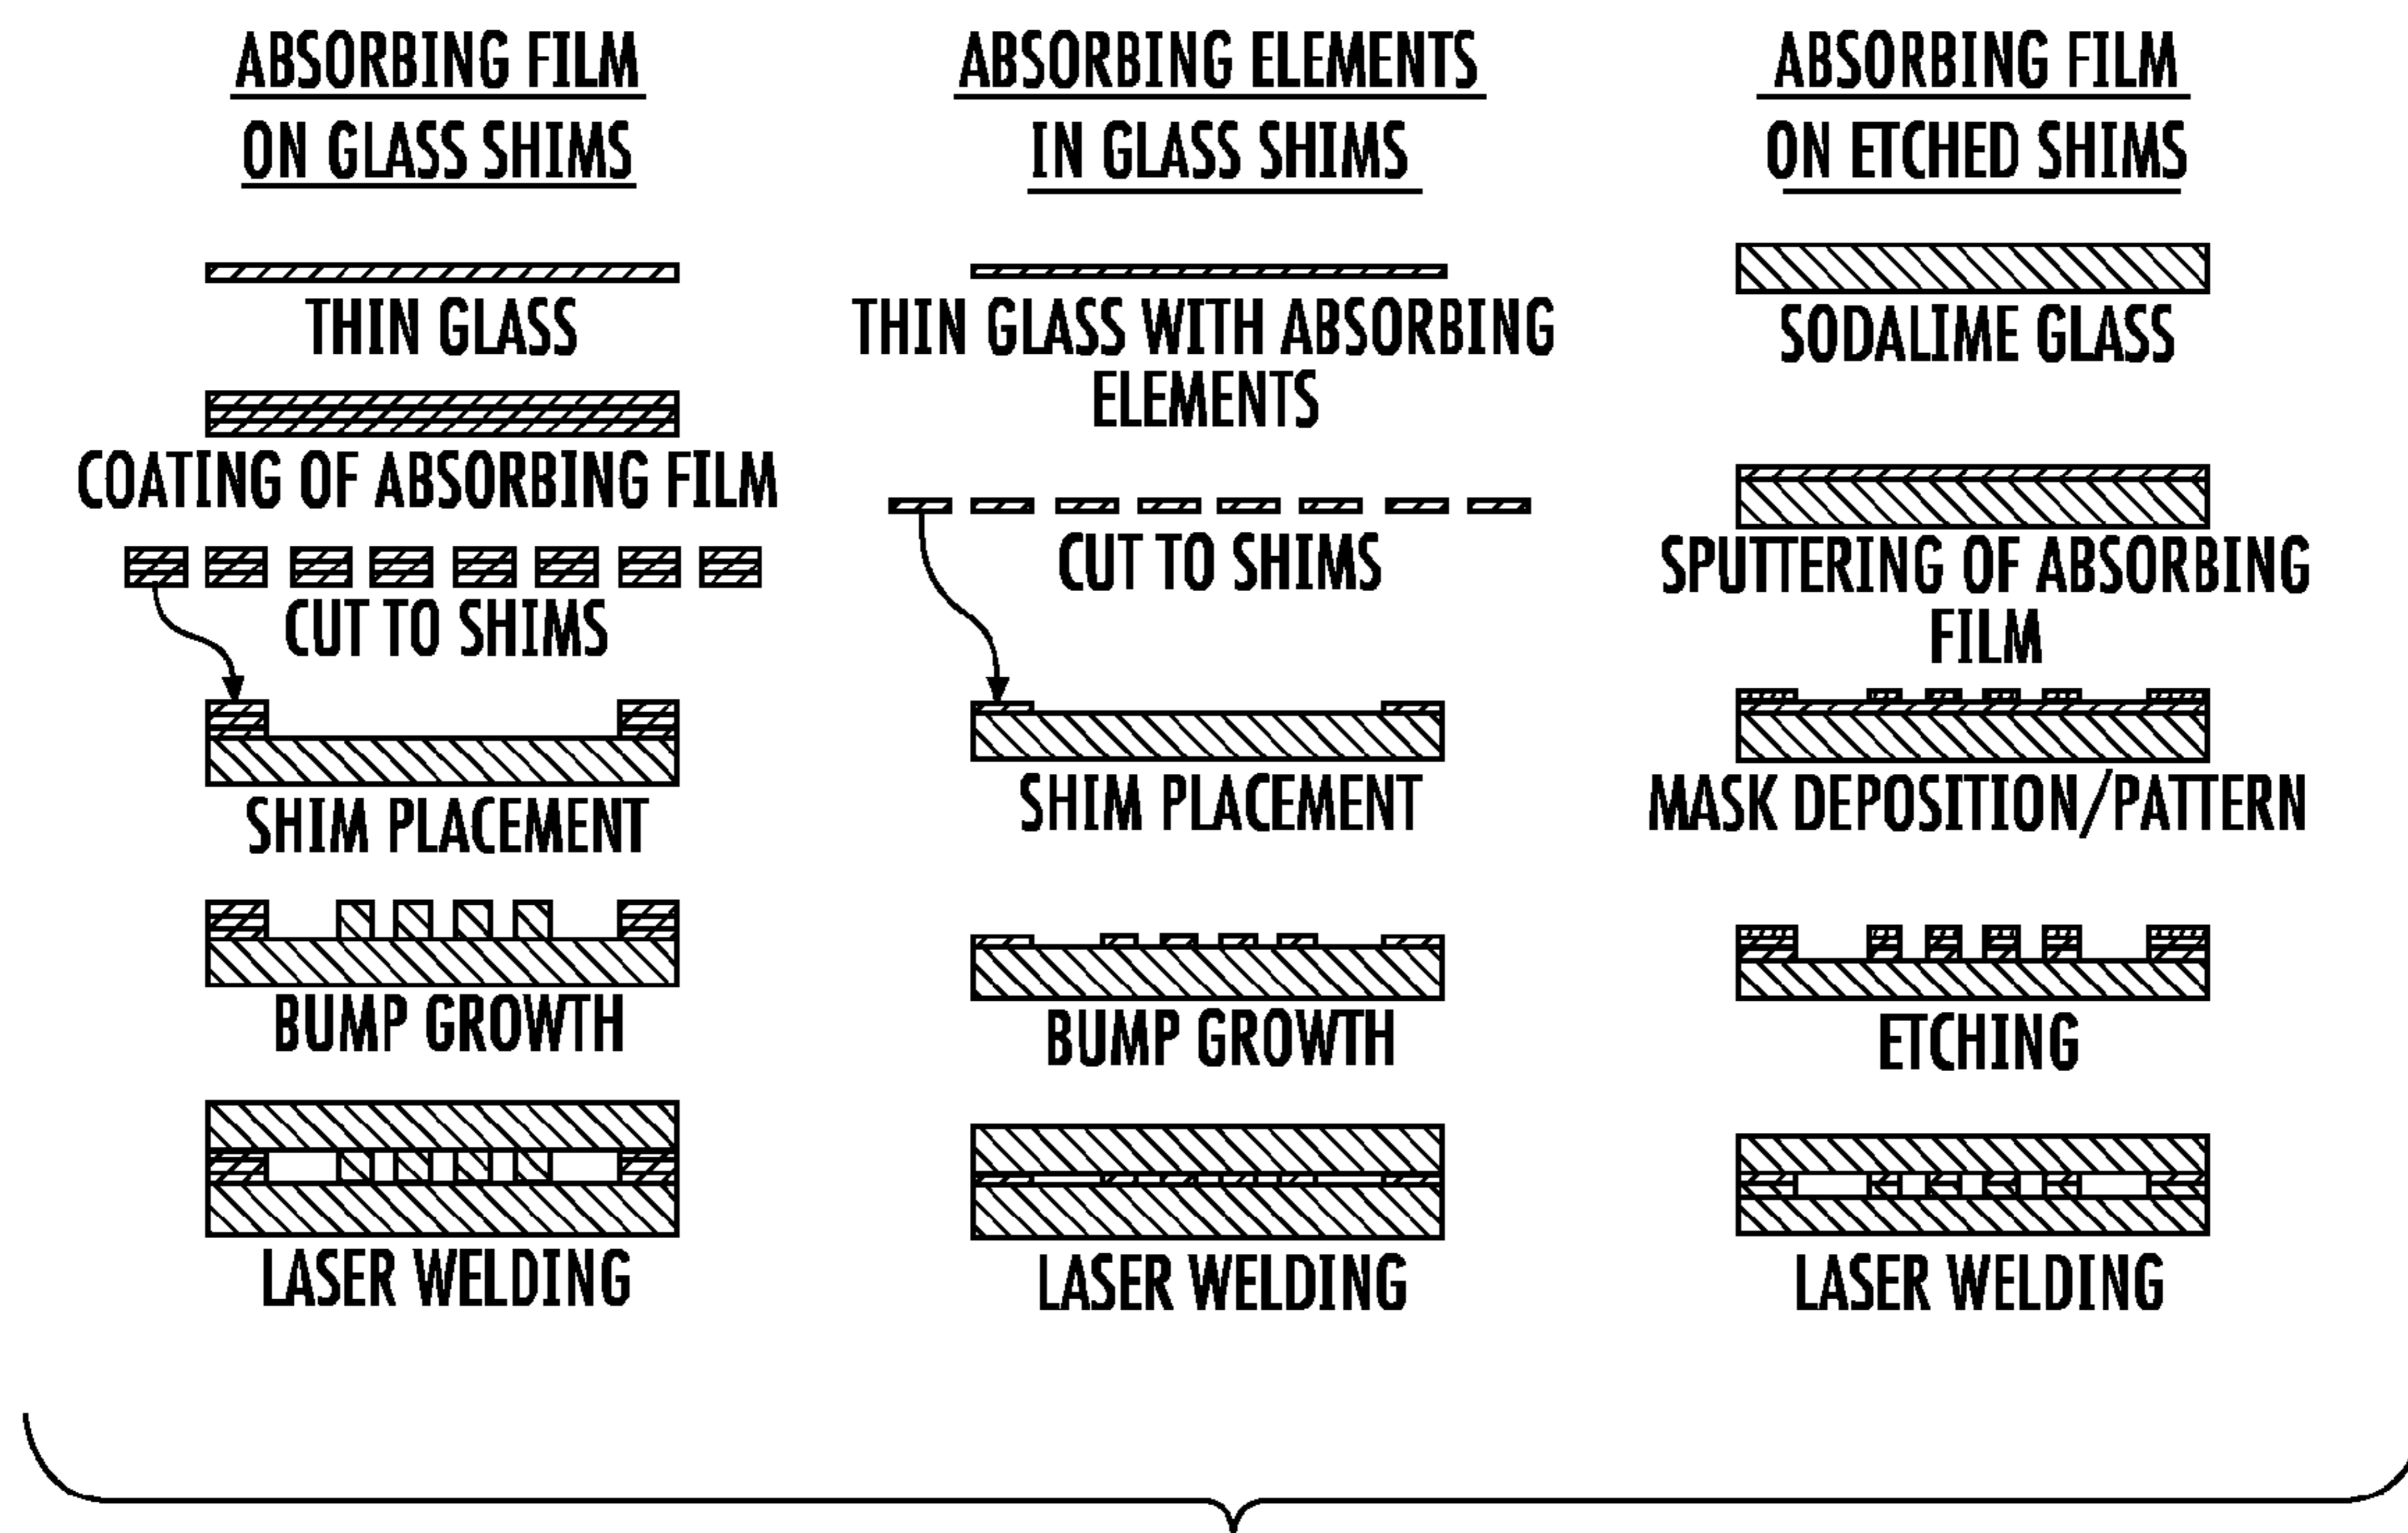 ABSORBING FILM
ON GLASS SHIMS
THIN GLASS
COATING OF ABSORBING FILM
CUT TO SHIMS
SHIM PLACEMENT
BUMP GROWTH
LASER WELDING
ABSORBING ELEMENTS
IN GLASS SHIMS
THIN GLASS WITH ABSORBING
ELEMENTS
CUT TO SHIMS
SHIM PLACEMENT
BUMP GROWTH
LASER WELDING
ABSORBING FILM
ON ETCHED SHIMS
SODALIME GLASS
SPUTTERING OF ABSORBING
FILM
MASK DEPOSITION/PATTERN
ETCHING
LASER WELDING